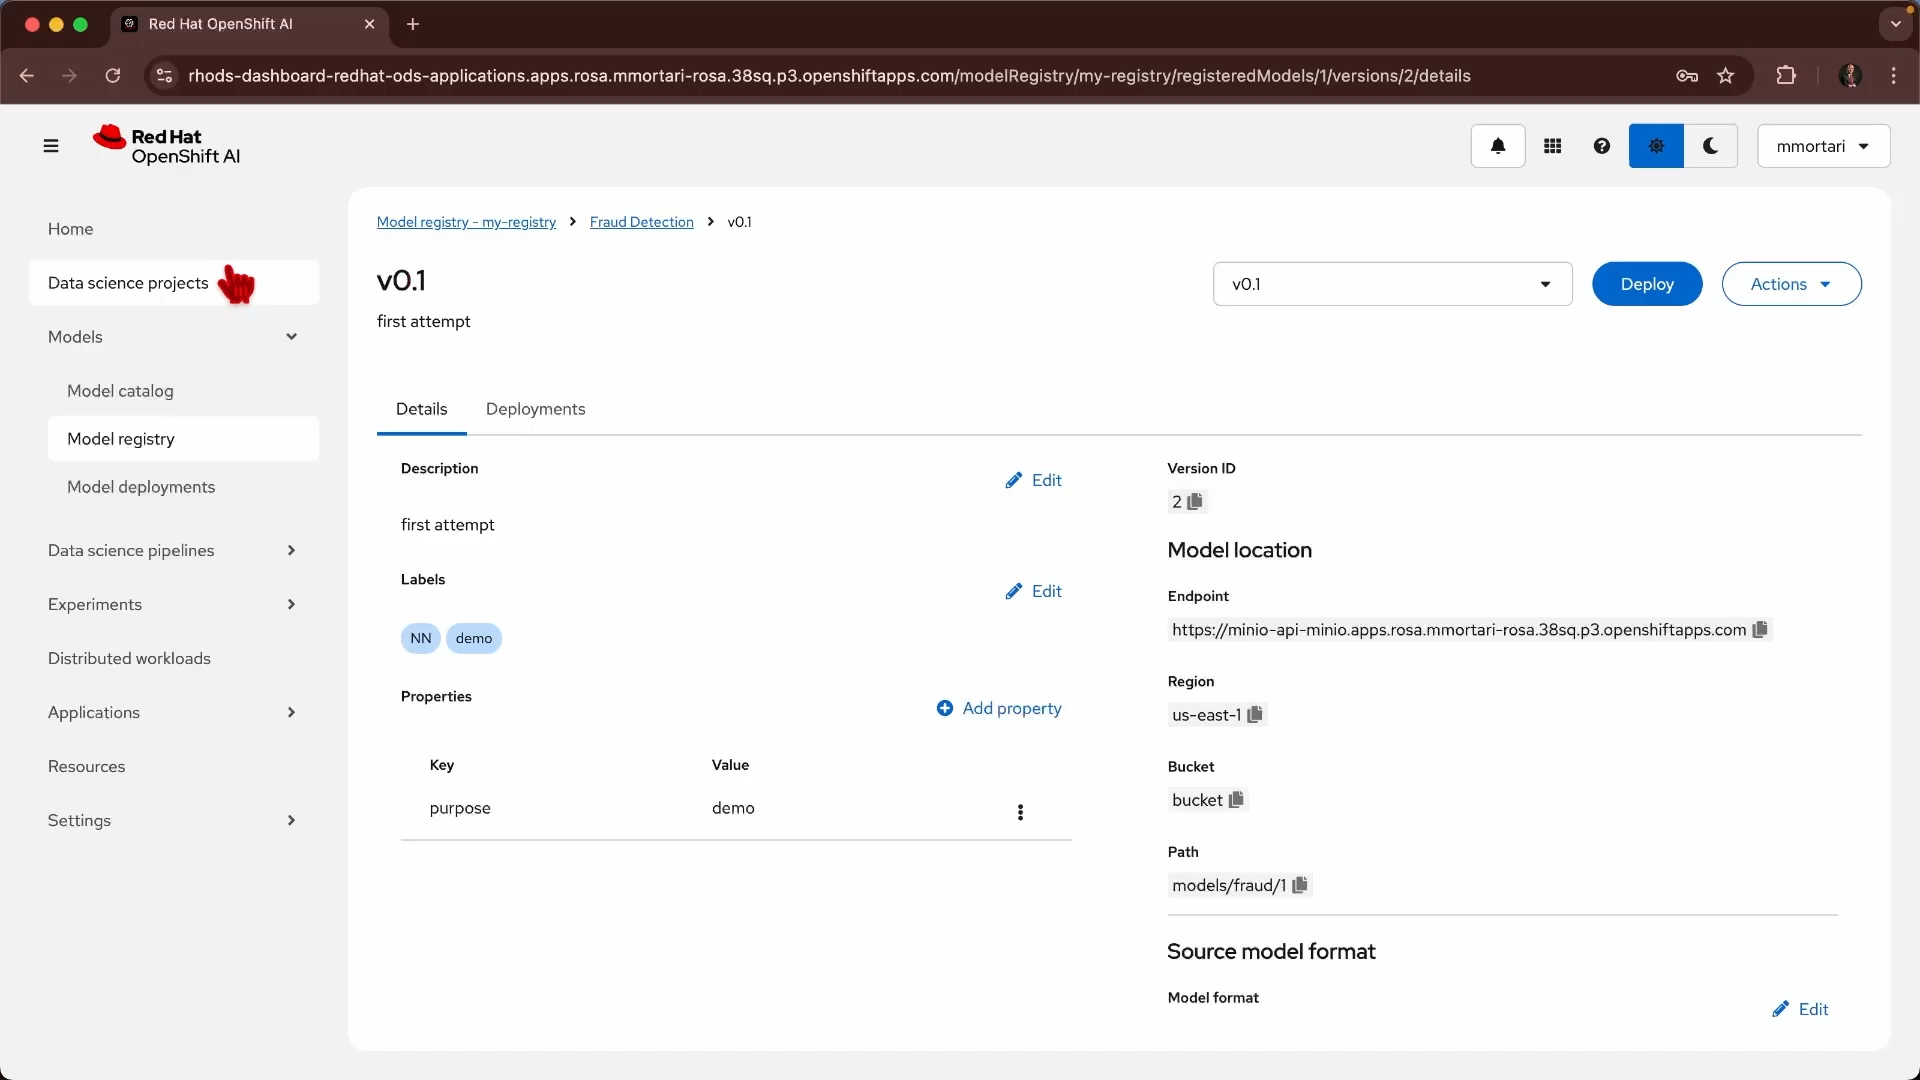 Red Hat OpenShift AI
rhods-dashboard-redhat-ods-applications.apps.rosa.mmortari-rosa.38sq.p3.openshiftapps.com/modelRegistry/my-registry/registeredModels/1/versions/2/details
Red Hat
OpenShift AI
mmortari
Home
Data science projects
Models
Model catalog
Model registry
Model deployments
Data science pipelines
Experiments
Distributed workloads
Applications
Resources
Settings
Model registry - my-registry > Fraud Detection > v0.1
v0.1
first attempt
v0.1
Deploy
Actions
Details
Deployments
Description
Edit
first attempt
Labels
Edit
NN
demo
Properties
Add property
Key Value
purpose demo
Version ID
2
Model location
Endpoint
https://minio-api-minio.apps.rosa.mmortari-rosa.38sq.p3.openshiftapps.com
Region
us-east-1
Bucket
bucket
Path
models/fraud/1
Source model format
Model format
Edit